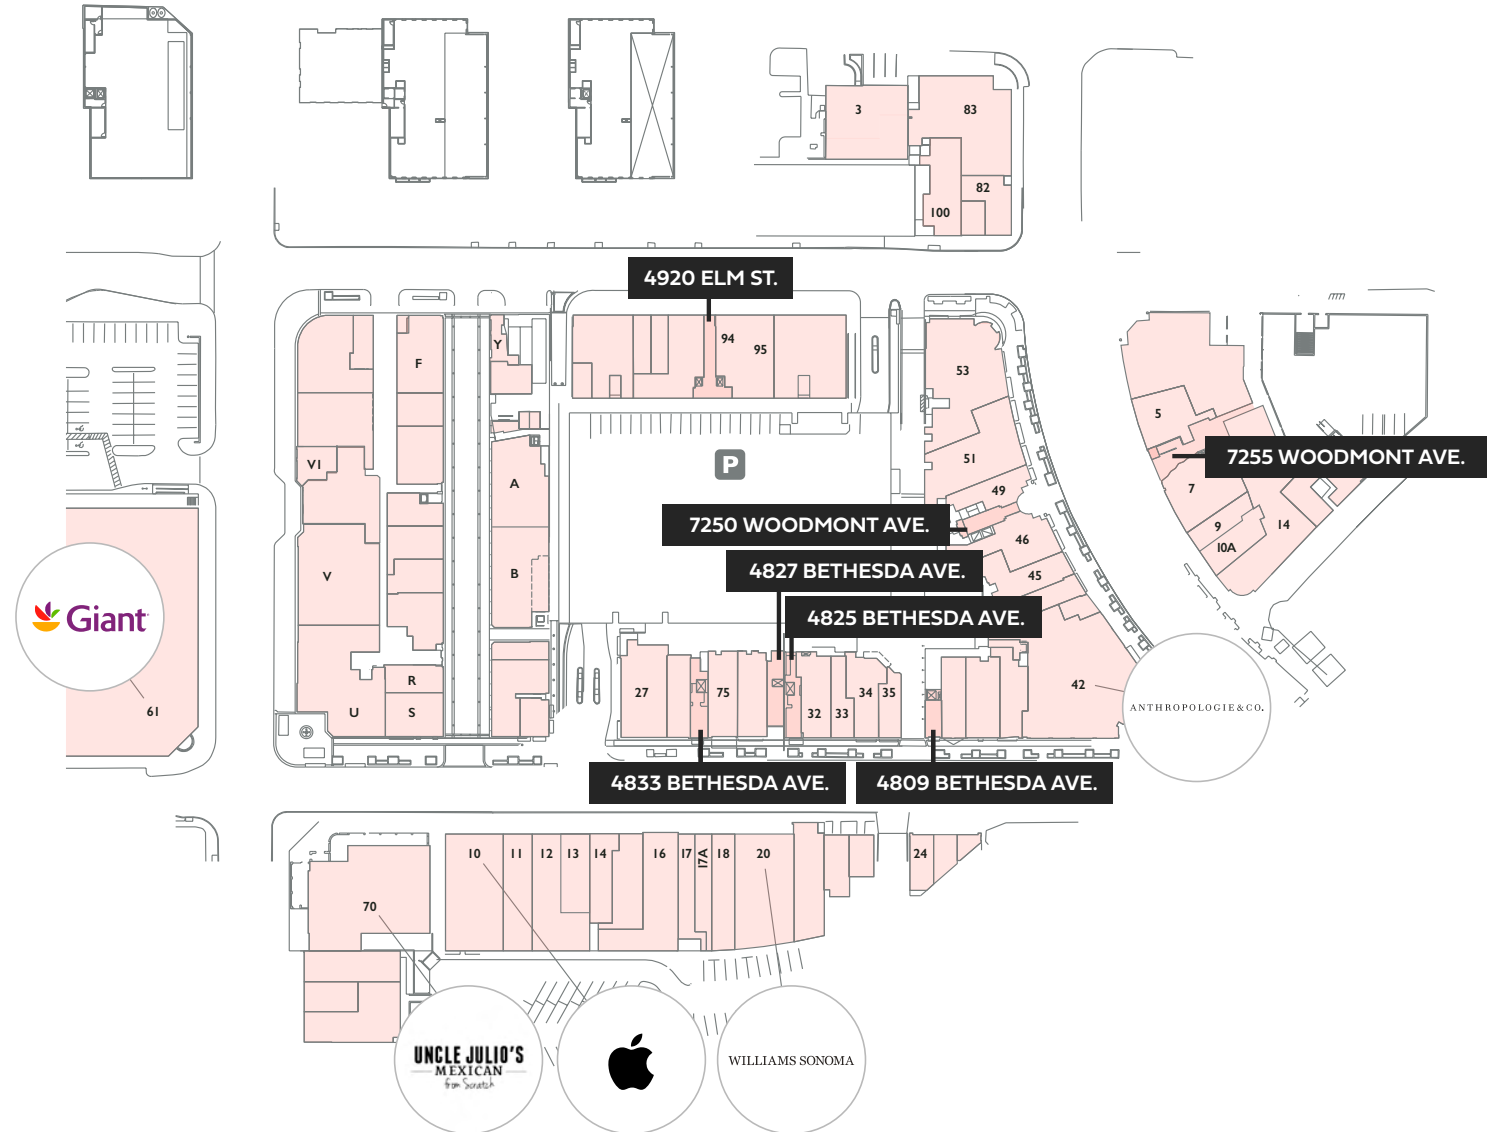 3
83
82
100
4920 ELM ST.
94
95
Y
F
53
5
7255 WOODMONT AVE.
V1
A
51
49
7
P
7250 WOODMONT AVE.
9
14
10A
46
45
V
B
4827 BETHESDA AVE.
4825 BETHESDA AVE.
Giant
61
R
U
S
27
75
32
33
34
35
42
ANTHROPOLOGIE&CO.
4833 BETHESDA AVE.
4809 BETHESDA AVE.
10
11
12
13
14
16
17
17A
18
20
24
70
UNCLE JULIO'S
MEXICAN
from Scratch
WILLIAMS SONOMA